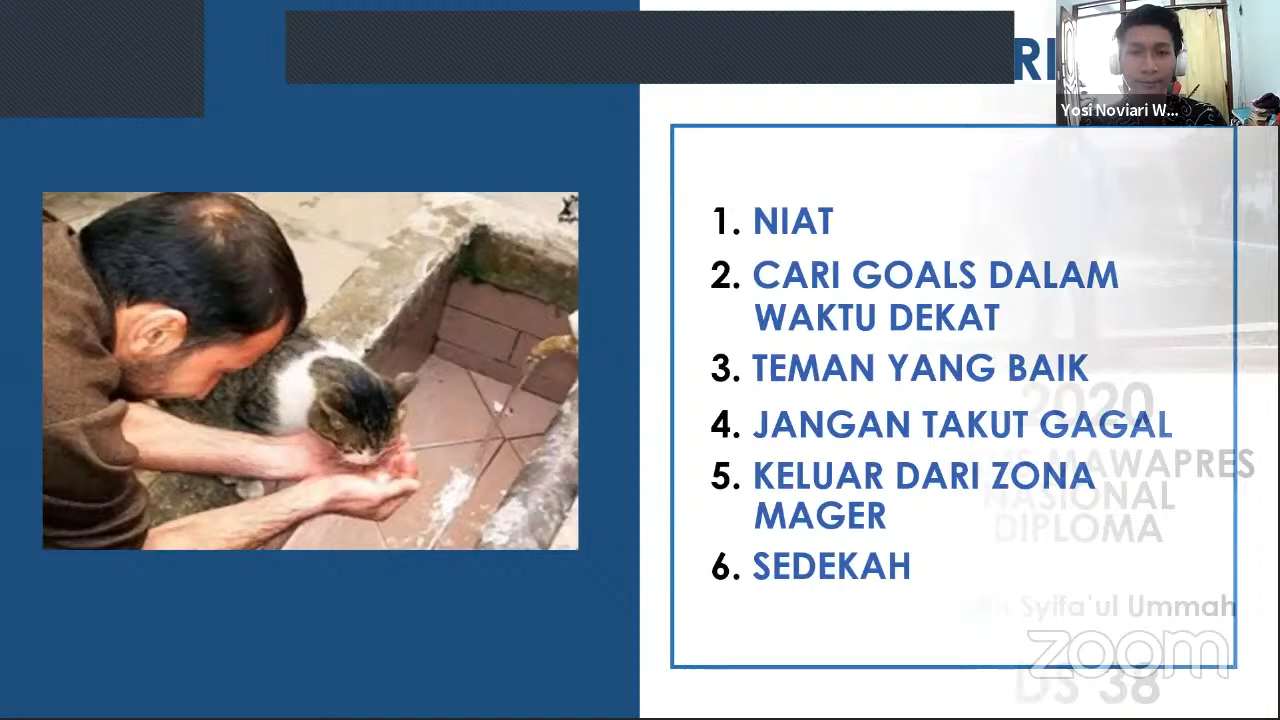 RI
Yosi Noviari W...
1. NIAT
2. CARI GOALS DALAM
WAKTU DEKAT
3. TEMAN YANG BAIK
4. JANGAN TAKUT GAGAL
5. KELUAR DARI ZONA
MAGER
6. SEDEKAH
2020
MAWAPRES
NASIONAL
DIPLOMA
Syifa'ul Ummah
zoom
DS 38